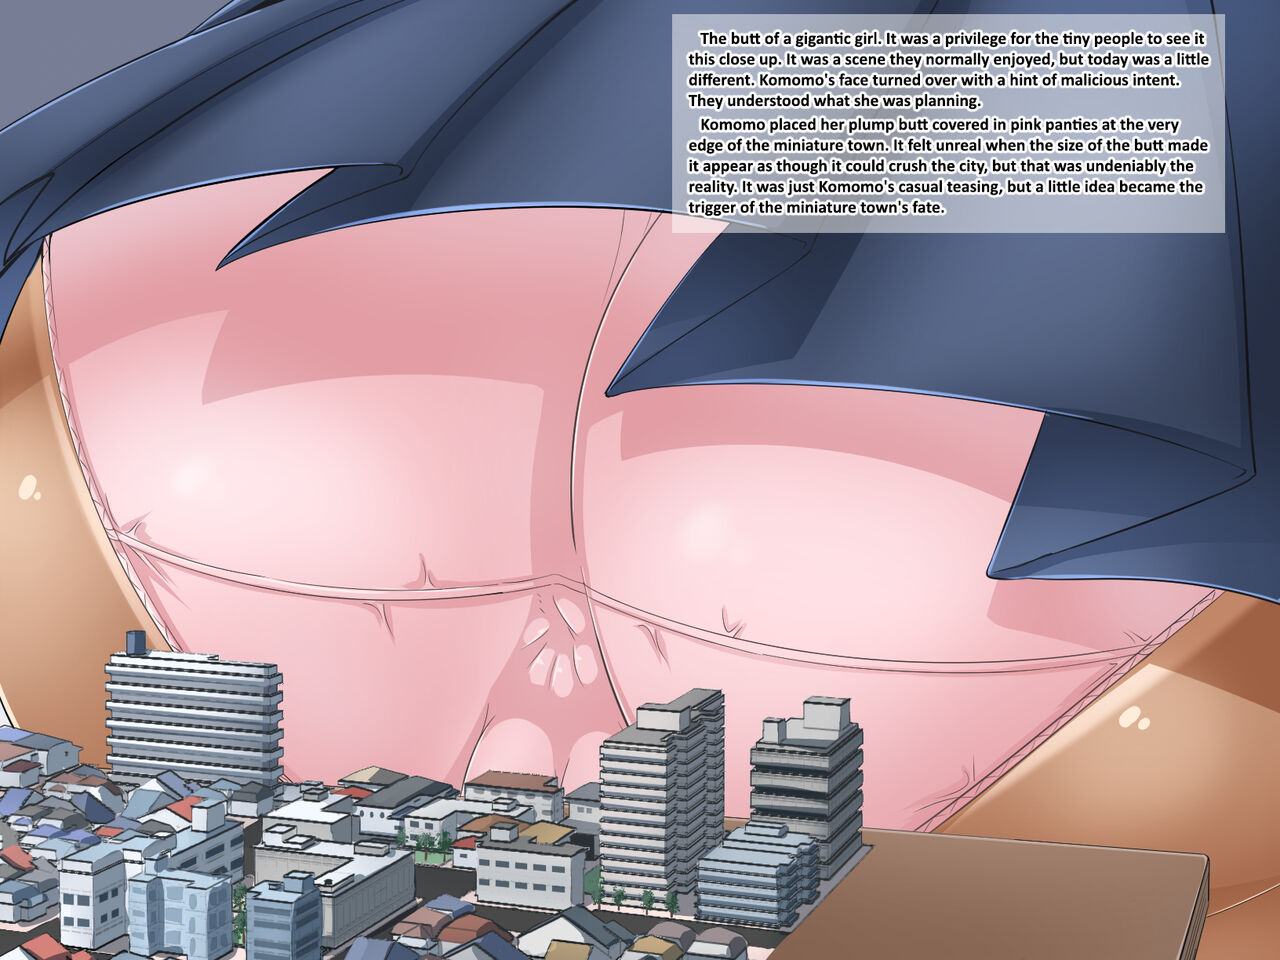 The butt of a gigantic girl. It was a privilege for the tiny people to see it
this close up. It was a scene they normally enjoyed, but today was a little
different. Komomo's face turned over with a hint of malicious intent.
They understood what she was planning.
Komomo placed her plump butt covered in pink panties at the very
edge of the miniature town. It felt unreal when the size of the butt made
it appear as though it could crush the city, but that was undeniably the
reality. It was just Komomo's casual teasing, but a little idea became the
trigger of the miniature town's fate.